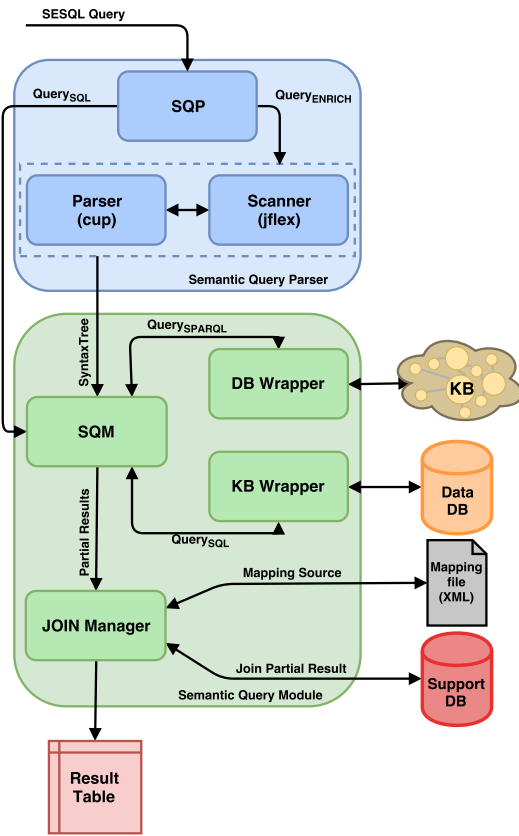 SESQL Query
QuerySQL
SQP
QueryENRICH
Parser
(cup)
Scanner
(jflex)
Semantic Query Parser
SyntaxTree
QuerySPARQL
DB Wrapper
KB
SQM
KB Wrapper
Data
DB
QuerySQL
Partial Results
Mapping Source
Mapping
file
(XML)
JOIN Manager
Join Partial Result
Support
DB
Semantic Query Module
Result
Table